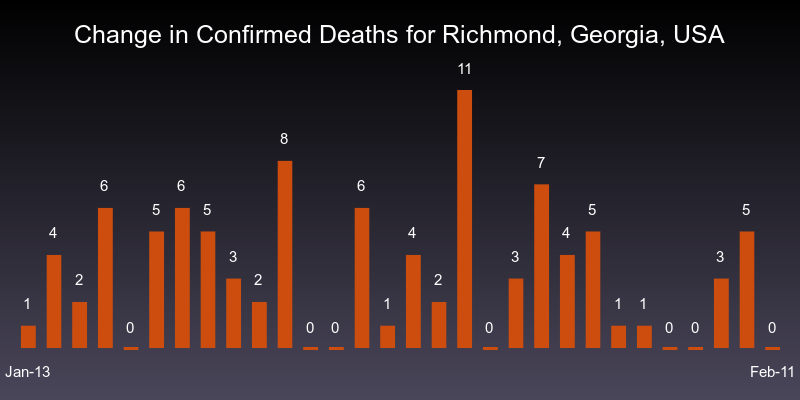 Change in Confirmed Deaths for Richmond, Georgia, USA
1 4 2 6 0 5 6 5 3 2 8 0 0 6 1 4 2 11 0 3 7 4 5 1 1 0 0 3 5 0
Jan-13 Feb-11